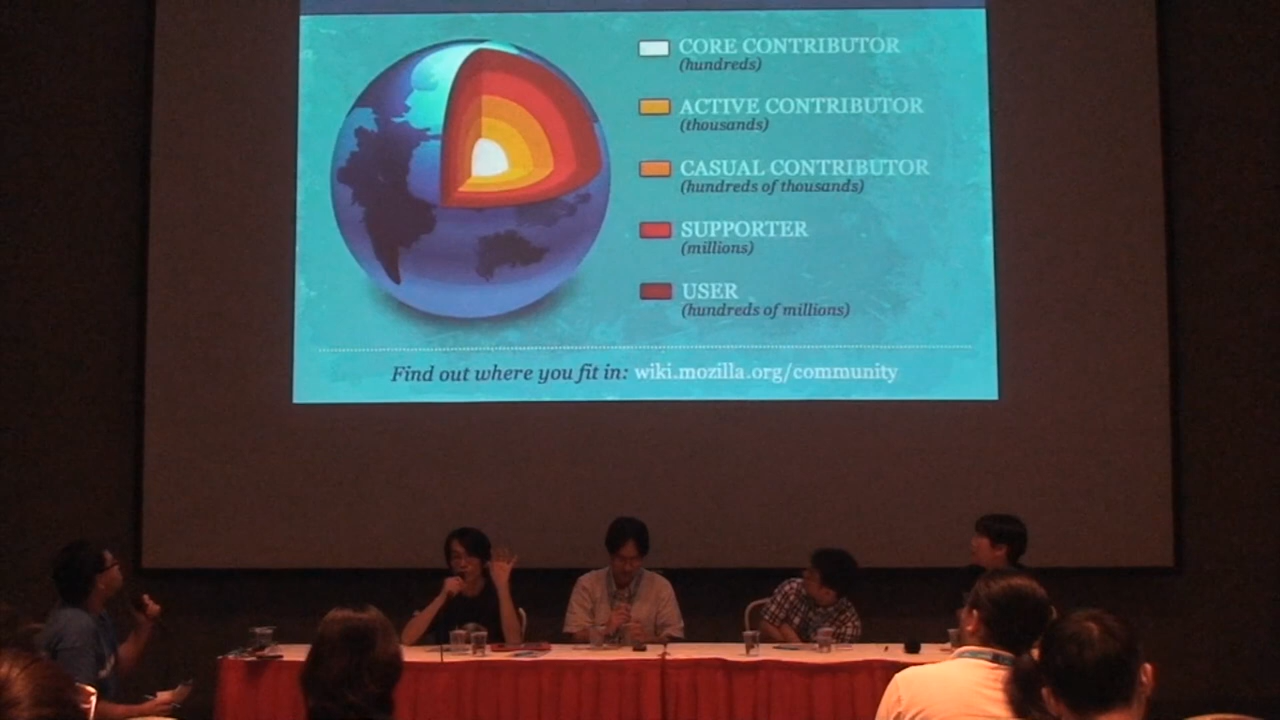 CORE CONTRIBUTOR
(hundreds)
ACTIVE CONTRIBUTOR
(thousands)
CASUAL CONTRIBUTOR
(hundreds of thousands)
SUPPORTER
(millions)
USER
(hundreds of millions)
Find out where you fit in: wiki.mozilla.org/community